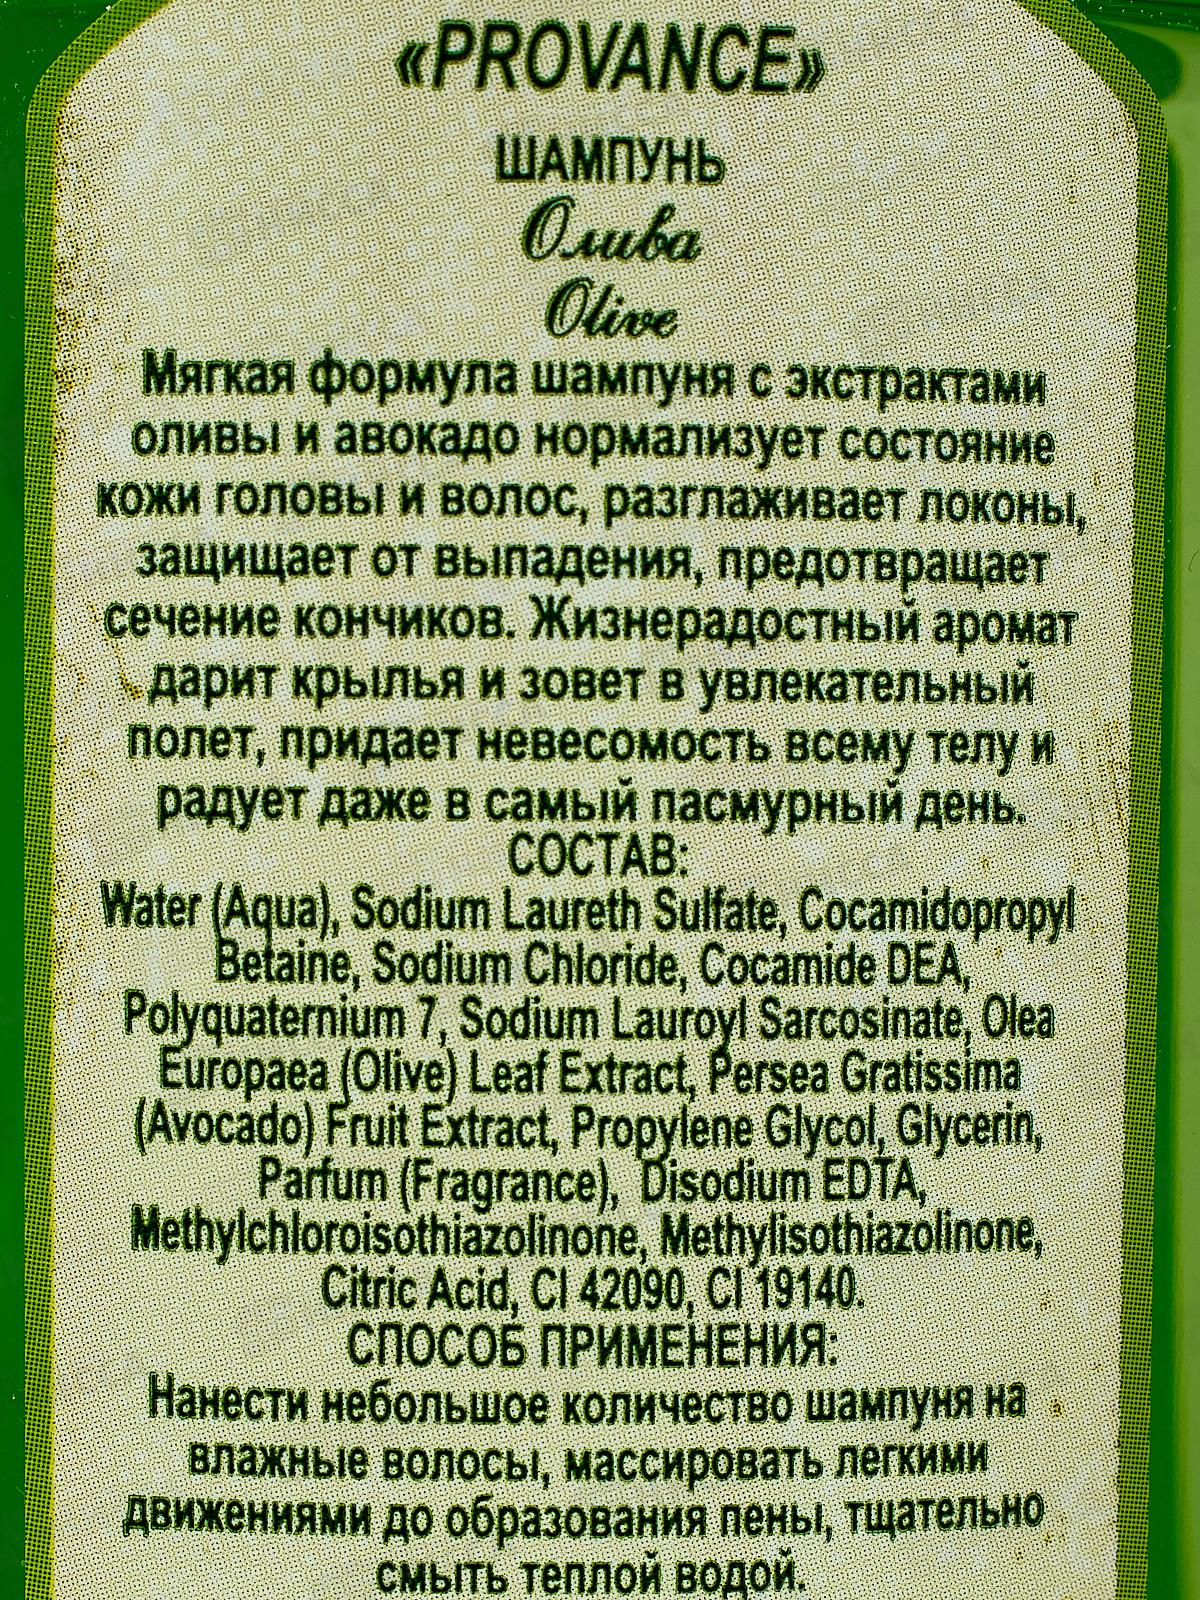 «PROVANCE»
ШАМПУНЬ
Олива
Olive
Мягкая формула шампуня с экстрактами
оливы и авокадо нормализует состояние
кожи головы и волос, разглаживает локоны,
защищает от выпадения, предотвращает
сечение кончиков. Жизнерадостный аромат
дарит крылья и зовет в увлекательный
полет, придает невесомость всему телу и
радует даже в самый пасмурный день.
СОСТАВ:
Water (Aqua), Sodium Laureth Sulfate, Cocamidopropyl
Betaine, Sodium Chloride, Cocamide DEA,
Polyquaternium 7, Sodium Lauroyl Sarcosinate, Olea
Europaea (Olive) Leaf Extract, Persea Gratissima
(Avocado) Fruit Extract, Propylene Glycol, Glycerin,
Parfum (Fragrance), Disodium EDTA,
Methylchloroisothiazolinone, Methylisothiazolinone,
Citric Acid, CI 42090, CI 19140.
СПОСОБ ПРИМЕНЕНИЯ:
Нанести небольшое количество шампуня на
влажные волосы, массировать легкими
движениями до образования пены, тщательно
смыть теплой водой.